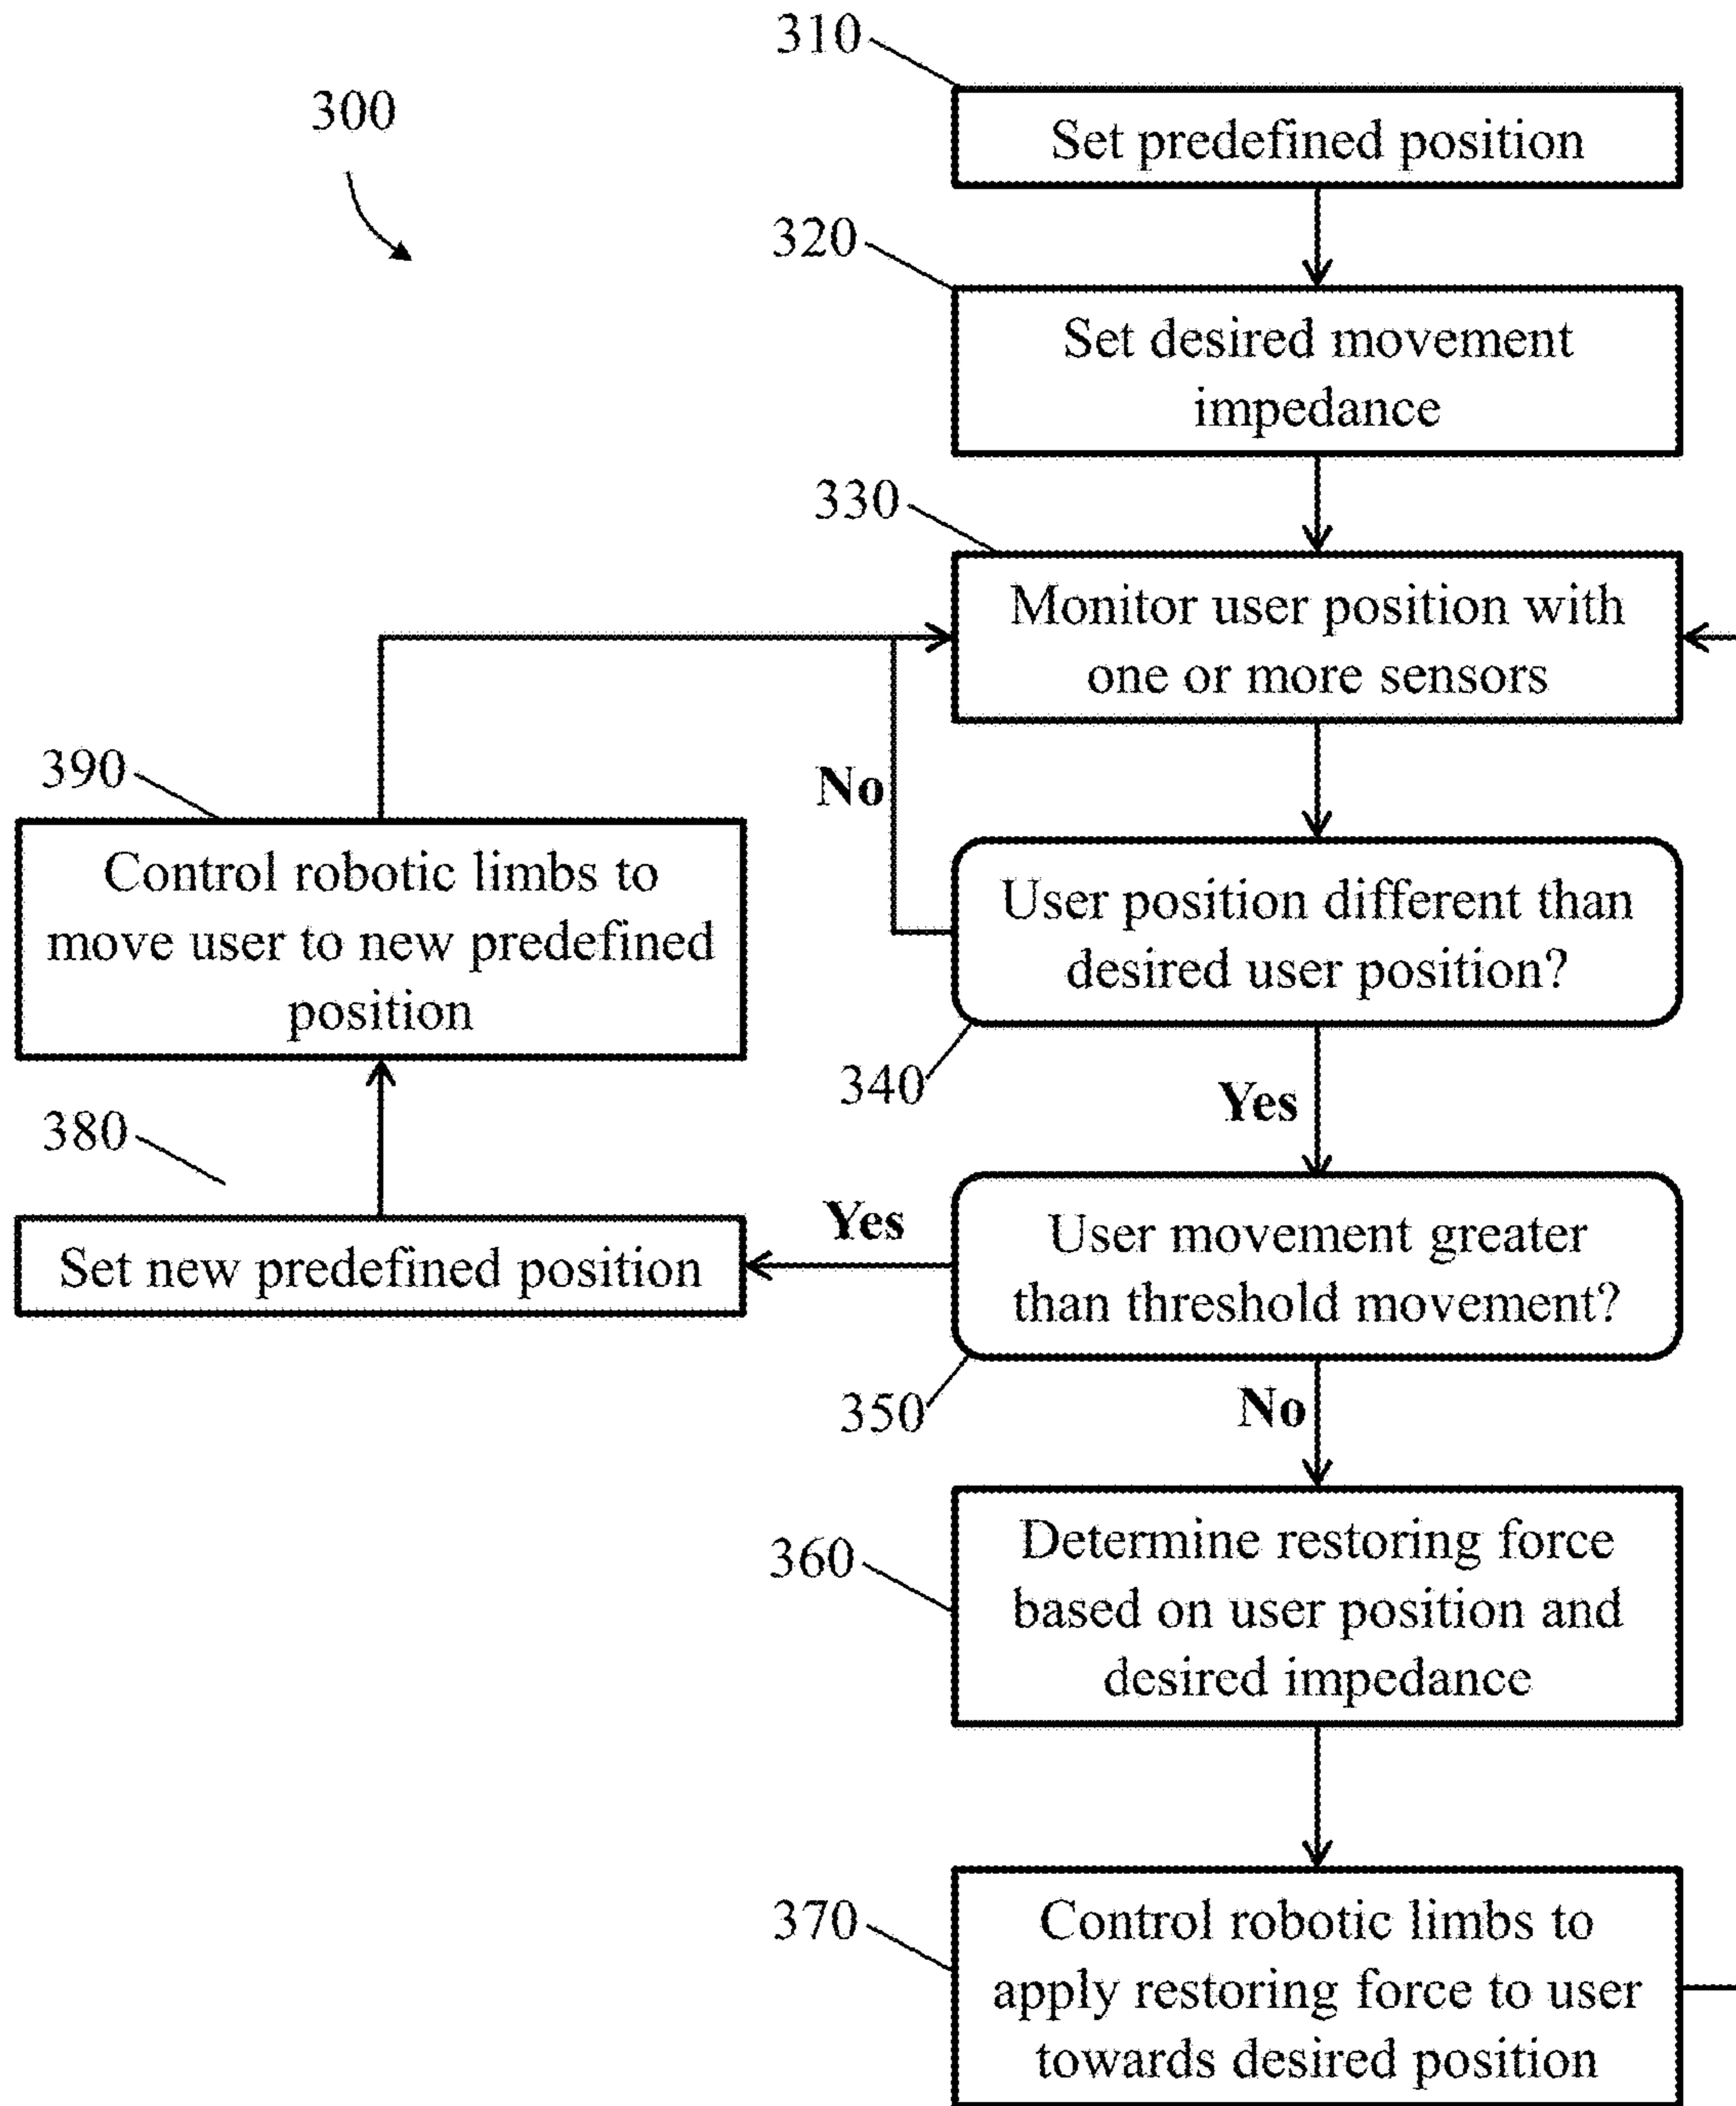 310
300
Set predefined position
320
Set desired movement
impedance
330
Monitor user position with
one or more sensors
390
No
Control robotic limbs to
move user to new predefined
position
User position different than
desired user position?
340
Yes
380
Set new predefined position
Yes
User movement greater
than threshold movement?
350
No
360
Determine restoring force
based on user position and
desired impedance
370
Control robotic limbs to
apply restoring force to user
towards desired position